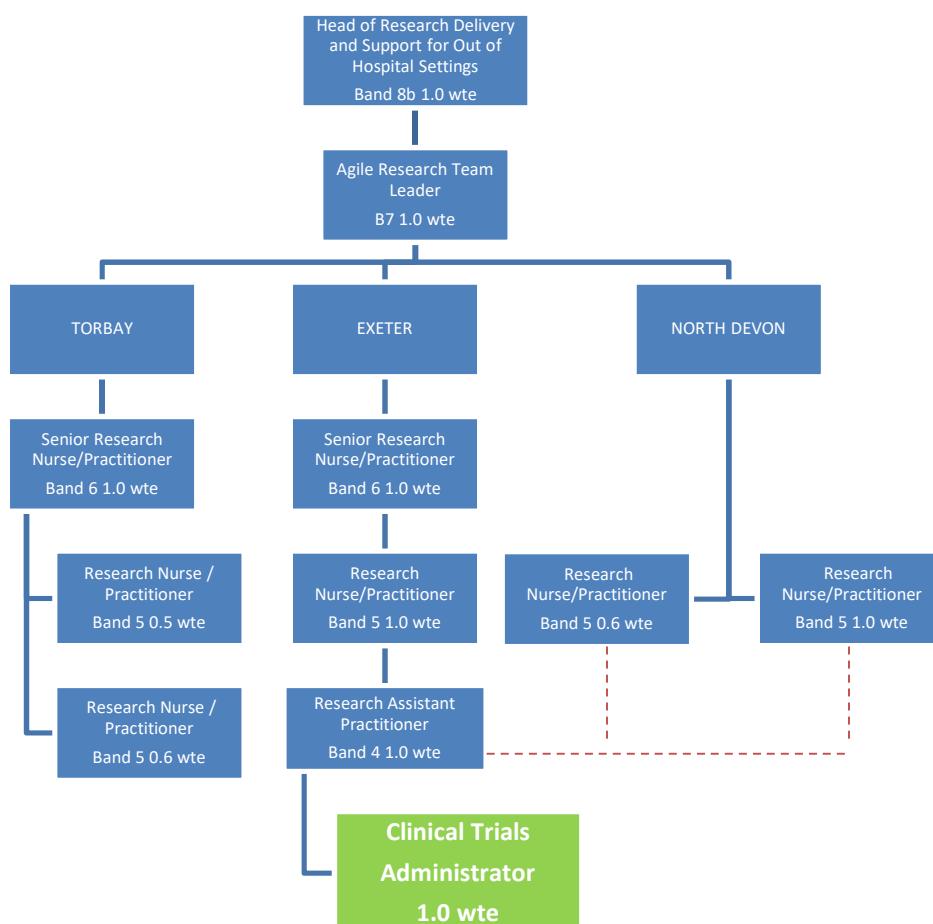 Head of Research Delivery
and Support for Out of
Hospital Settings
Band 8b 1.0 wte
Agile Research Team
Leader
B7 1.0 wte
TORBAY
EXETER
NORTH DEVON
Senior Research
Nurse/Practitioner
Band 6 1.0 wte
Senior Research
Nurse/Practitioner
Band 6 1.0 wte
Research Nurse /
Practitioner
Band 5 0.5 wte
Research
Nurse/Practitioner
Band 5 1.0 wte
Research
Nurse/Practitioner
Band 5 0.6 wte
Research
Nurse/Practitioner
Band 5 1.0 wte
Research Nurse /
Practitioner
Band 5 0.6 wte
Research Assistant
Practitioner
Band 4 1.0 wte
Clinical Trials
Administrator
1.0 wte